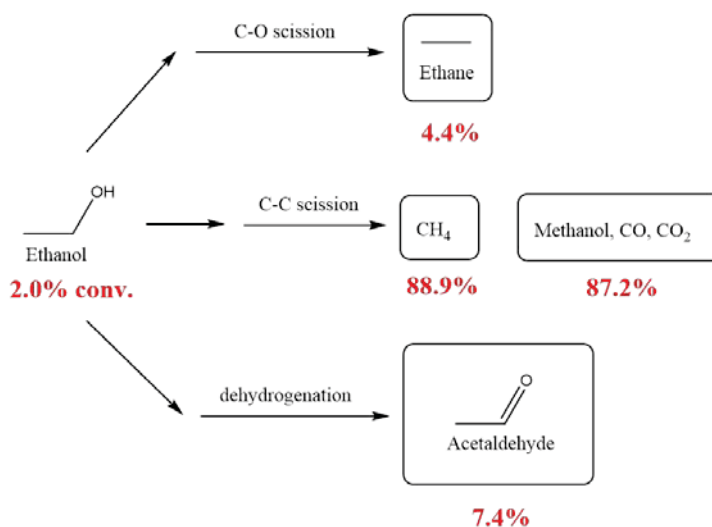 C-O scission
Ethane
4.4%
OH
Ethanol
2.0% conv.
C-C scission
CH₄
88.9%
Methanol, CO, CO₂
87.2%
dehydrogenation
O
Acetaldehyde
7.4%